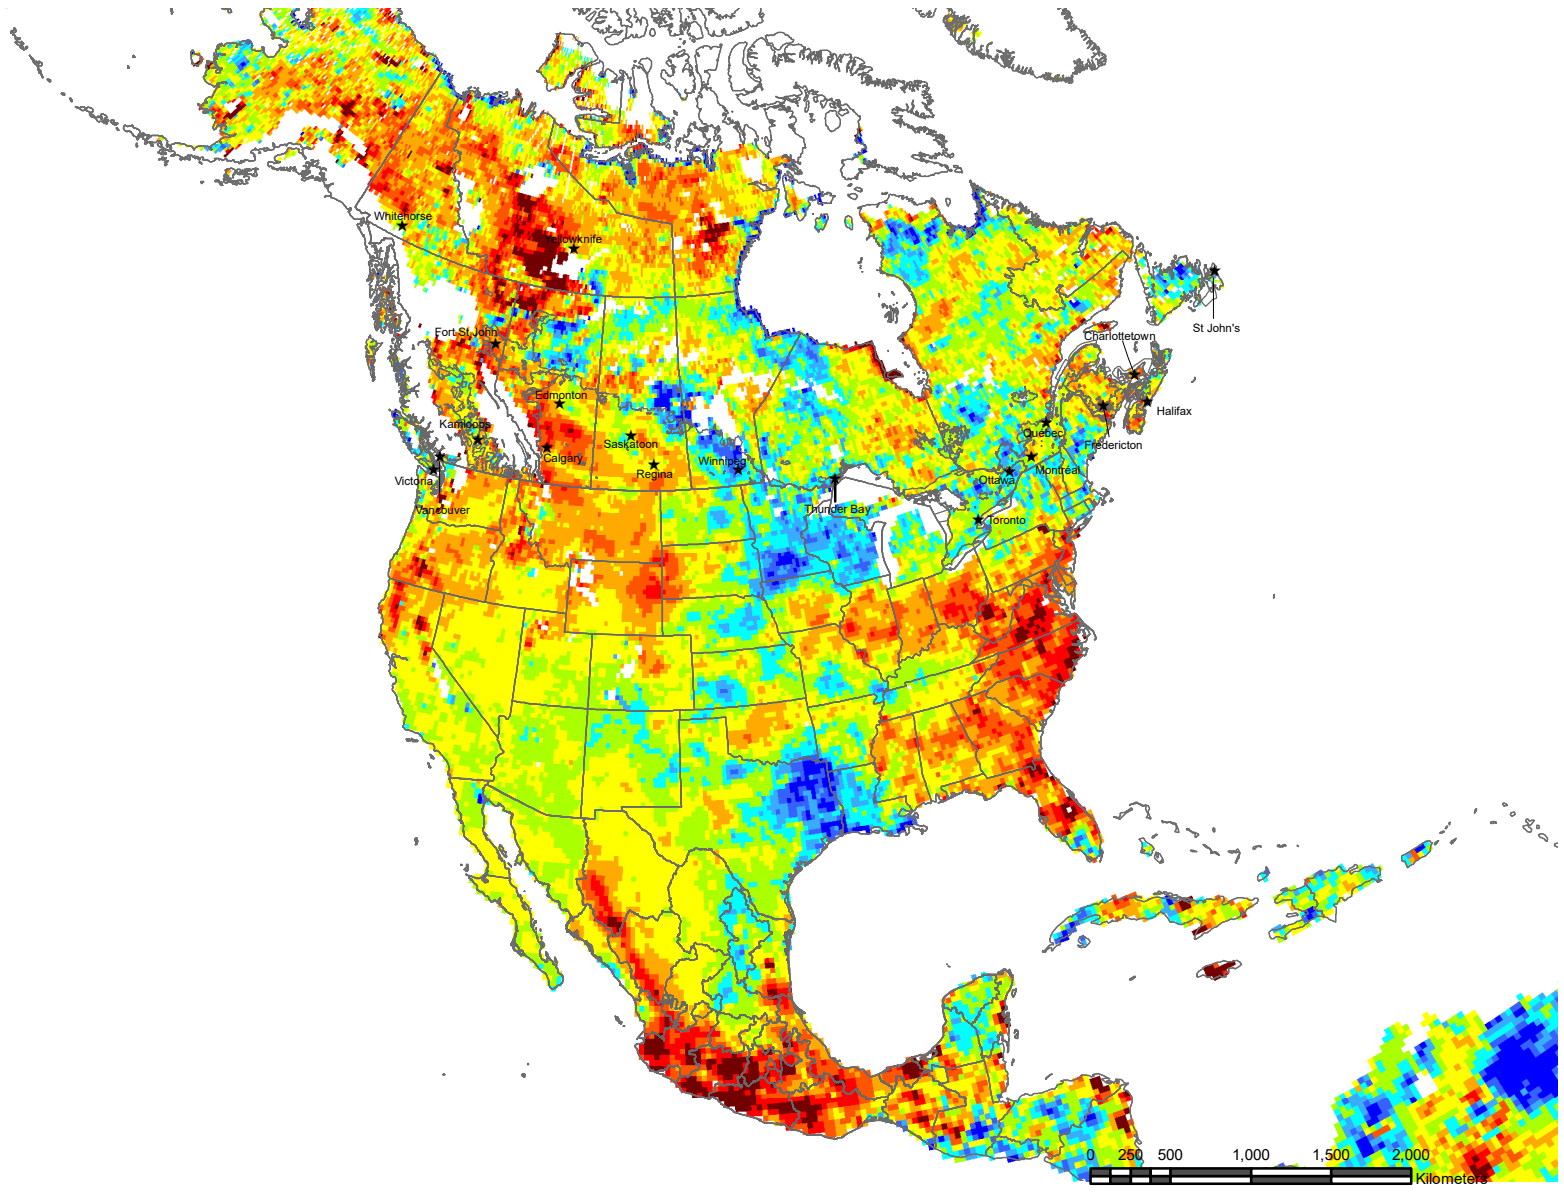 Whitehorse
Yellowknife
St John's
Fort St John
Charlottetown
Edmonton
Halifax
Kamloops
Quebec
Saskatoon
Fredericton
Calgary
Winnipeg
Regina
Montréal
Victoria
Ottawa
Vancouver
Thunder Bay
Toronto
0 250 500 1,000 1,500 2,000
Kilometers